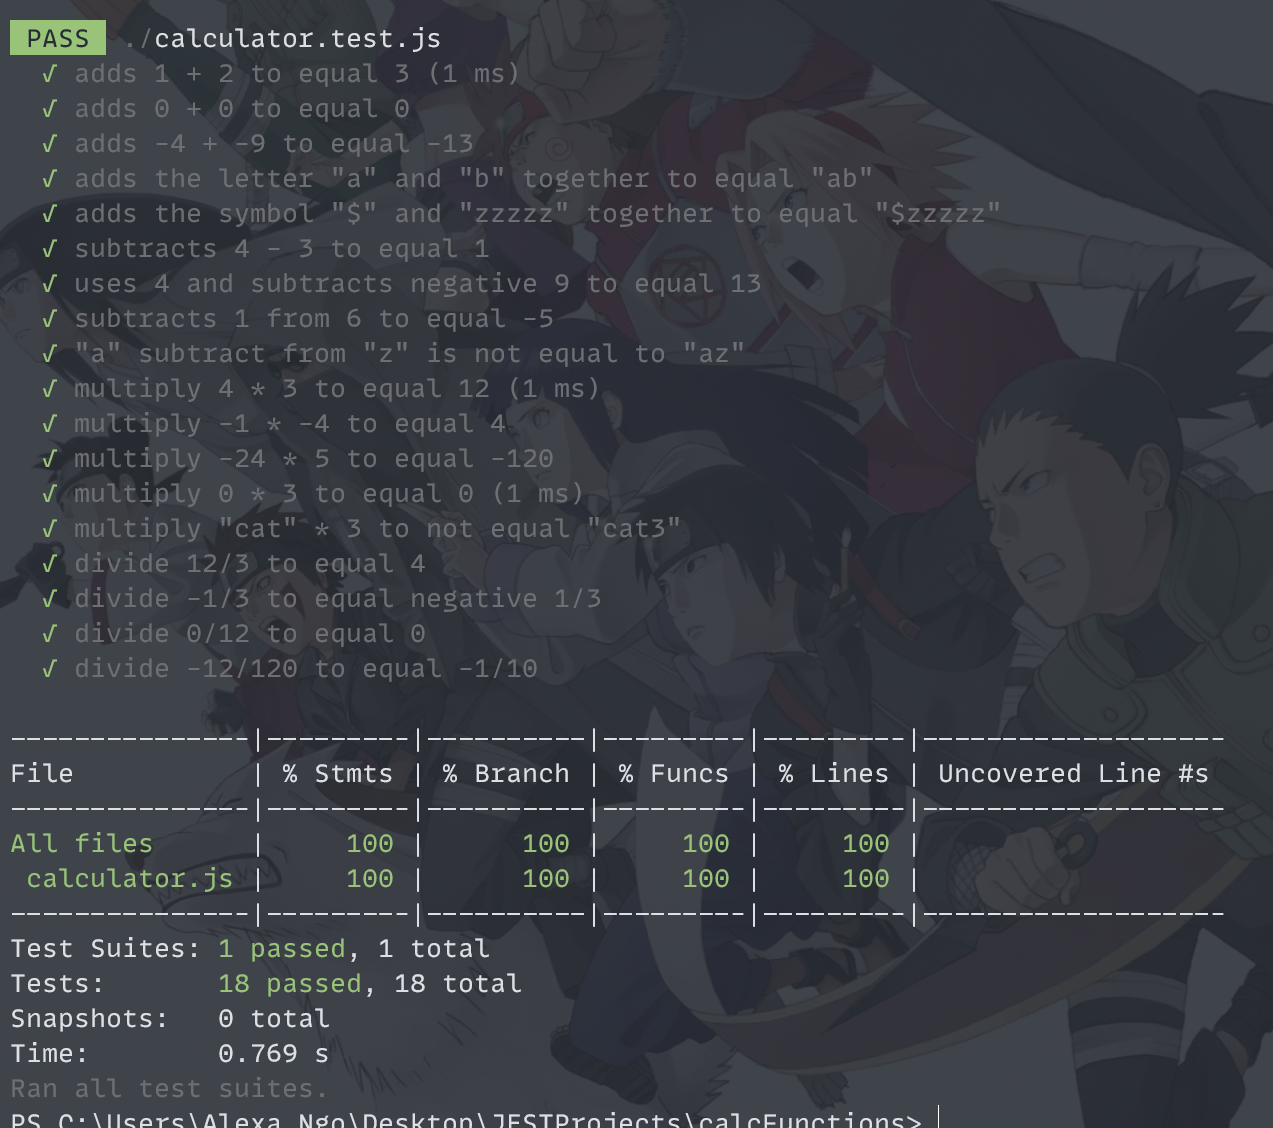 PASS ./calculator.test.js
√ adds 1 + 2 to equal 3 (1 ms)
√ adds 0 + 0 to equal 0
√ adds -4 + -9 to equal -13
√ adds the letter "a" and "b" together to equal "ab"
√ adds the symbol "$" and "zzzzz" together to equal "$zzzzz"
√ subtracts 4 - 3 to equal 1
√ uses 4 and subtracts negative 9 to equal 13
√ subtracts 1 from 6 to equal -5
√ "a" subtract from "z" is not equal to "az"
√ multiply 4 * 3 to equal 12 (1 ms)
√ multiply -1 * -4 to equal 4
√ multiply -24 * 5 to equal -120
√ multiply 0 * 3 to equal 0 (1 ms)
√ multiply "cat" * 3 to not equal "cat3"
√ divide 12/3 to equal 4
√ divide -1/3 to equal negative 1/3
√ divide 0/12 to equal 0
√ divide -12/120 to equal -1/10
---------------|---------|----------|---------|---------|-------------------
File | % Stmts | % Branch | % Funcs | % Lines | Uncovered Line #s
---------------|---------|----------|---------|---------|-------------------
All files | 100 | 100 | 100 | 100 |
calculator.js | 100 | 100 | 100 | 100 |
---------------|---------|----------|---------|---------|-------------------
Test Suites: 1 passed, 1 total
Tests: 18 passed, 18 total
Snapshots: 0 total
Time: 0.769 s
Ran all test suites.
PS C:\Users\Alexa Ngo\Desktop\JESTProjects\calcFunctions>